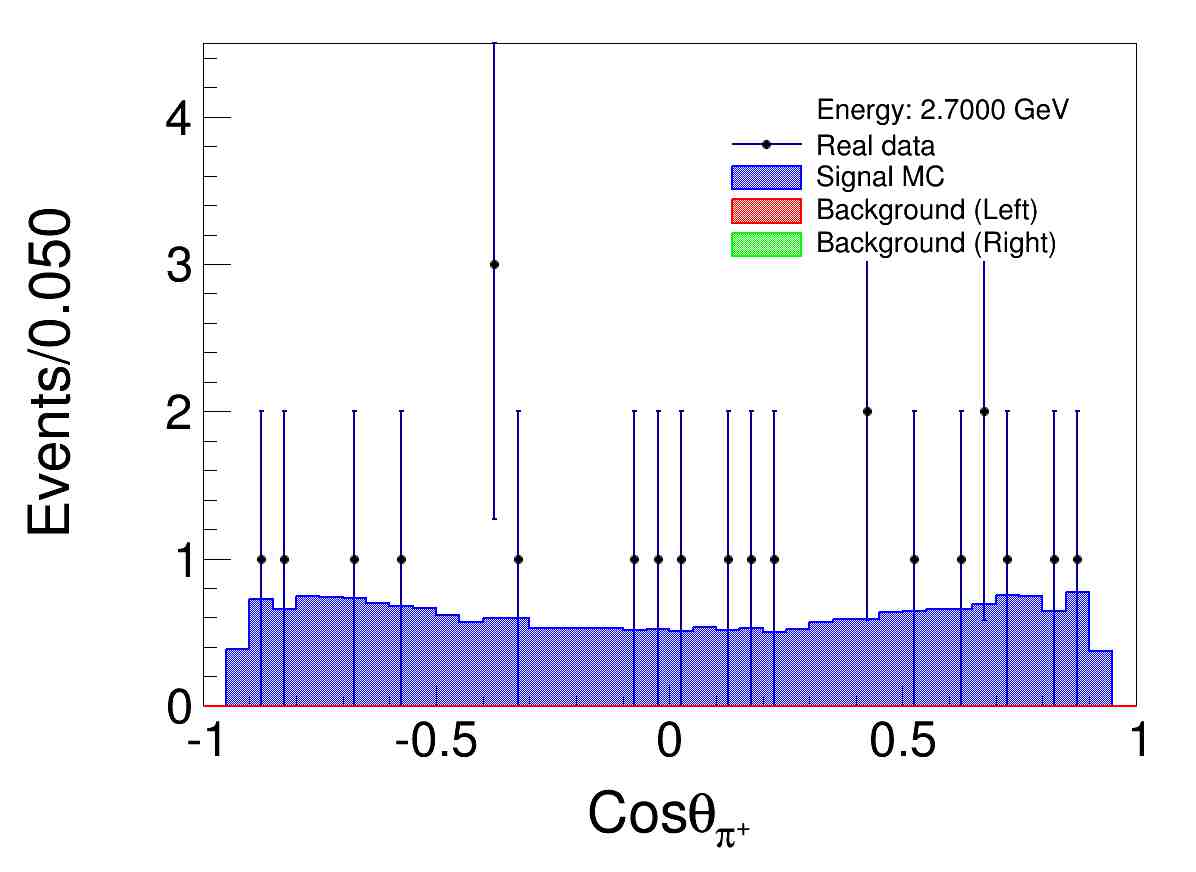 Energy: 2.7000 GeV
Real data
Signal MC
Background (Left)
Background (Right)
Events/0.050
4
3
2
1
0
-1 -0.5 0 0.5 1
Cosθπ+